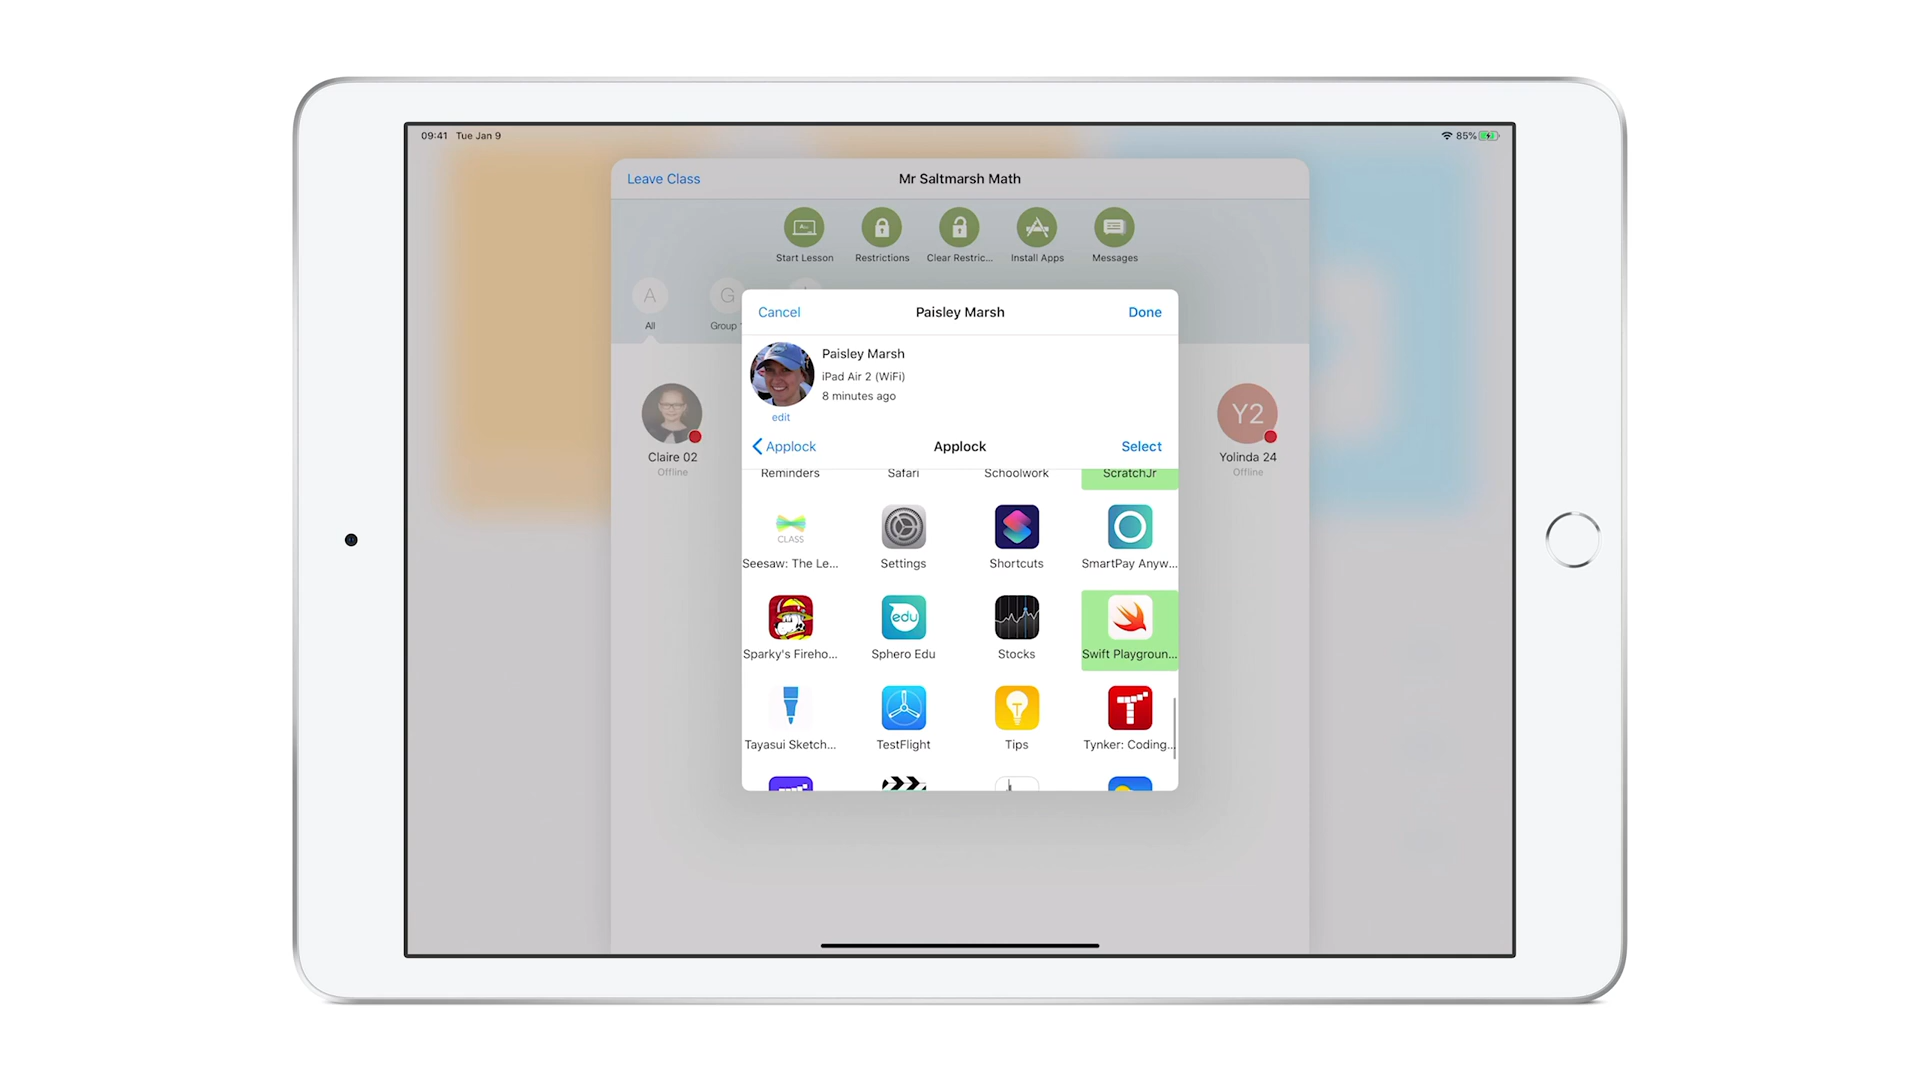 09:41 Tue Jan 9
85%
Leave Class
Mr Saltmarsh Math
Start Lesson
Restrictions
Clear Restric...
Install Apps
Messages
A
G
All
Group
Cancel
Paisley Marsh
Done
Paisley Marsh
iPad Air 2 (WiFi)
8 minutes ago
edit
Claire 02
Offline
Y2
Yolinda 24
Offline
Applock
Applock
Select
Reminders
Safari
Schoolwork
ScratchJr
CLASS
Seesaw: The Le...
Settings
Shortcuts
SmartPay Anyw...
edu
Sparky's Fireho...
Sphero Edu
Stocks
Swift Playgroun...
Tayasui Sketch...
TestFlight
Tips
Tynker: Coding...